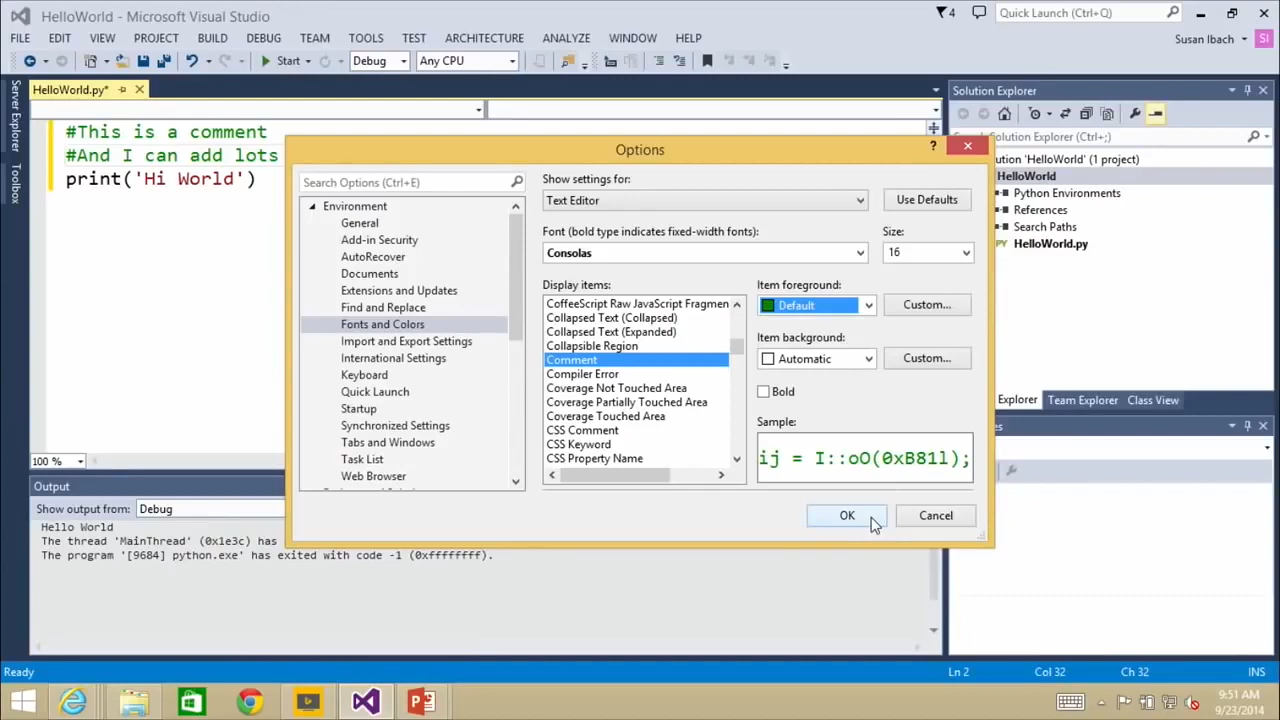 HelloWorld - Microsoft Visual Studio
4
Quick Launch (Ctrl+Q)
FILE EDIT VIEW PROJECT BUILD DEBUG TEAM TOOLS TEST ARCHITECTURE ANALYZE WINDOW HELP
Susan Ibach SI
Start Debug Any CPU
Server Explorer
Toolbox
HelloWorld.py*
#This is a comment
#And I can add lots
print('Hi World')
100 %
Options
?
Search Options (Ctrl+E)
Environment
General
Add-in Security
AutoRecover
Documents
Extensions and Updates
Find and Replace
Fonts and Colors
Import and Export Settings
International Settings
Keyboard
Quick Launch
Startup
Synchronized Settings
Tabs and Windows
Task List
Web Browser
Show settings for:
Text Editor
Use Defaults
Font (bold type indicates fixed-width fonts):
Size:
Consolas
16
Display items:
CoffeeScript Raw JavaScript Fragmen
Collapsed Text (Collapsed)
Collapsed Text (Expanded)
Collapsible Region
Comment
Compiler Error
Coverage Not Touched Area
Coverage Partially Touched Area
Coverage Touched Area
CSS Comment
CSS Keyword
CSS Property Name
Item foreground:
Default
Custom...
Item background:
Automatic
Custom...
Bold
Sample:
ij = I::oO(0xB81l);
OK
Cancel
Solution Explorer
Solution Explorer (Ctrl+;)
ution 'HelloWorld' (1 project)
HelloWorld
Python Environments
References
Search Paths
PY HelloWorld.py
Explorer Team Explorer Class View
es
Output
Show output from: Debug
Hello World
The thread 'MainThread' (0x1e3c) has
The program '[9684] python.exe' has exited with code -1 (0xffffffff).
Ready
Ln 2
Col 32
Ch 32
INS
9:51 AM
9/23/2014